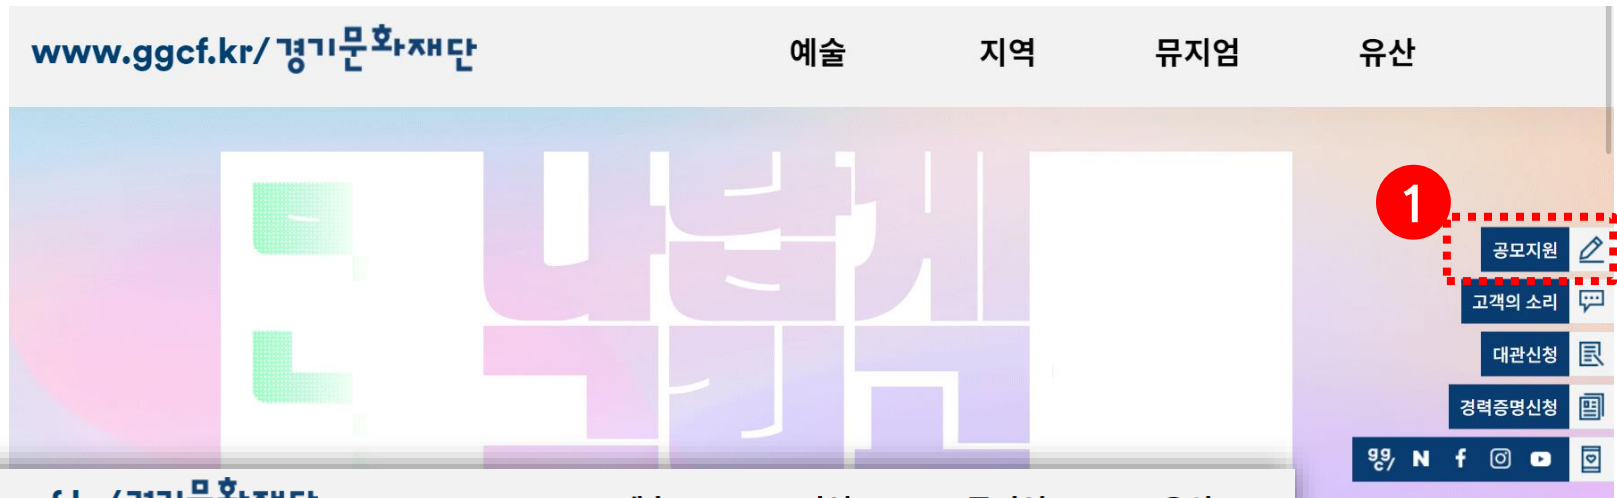 www.ggcf.kr/경기문화재단 예술 지역 뮤지엄 유산
1
공모지원
고객의 소리
대관신청
경력증명신청
gg c/ N f